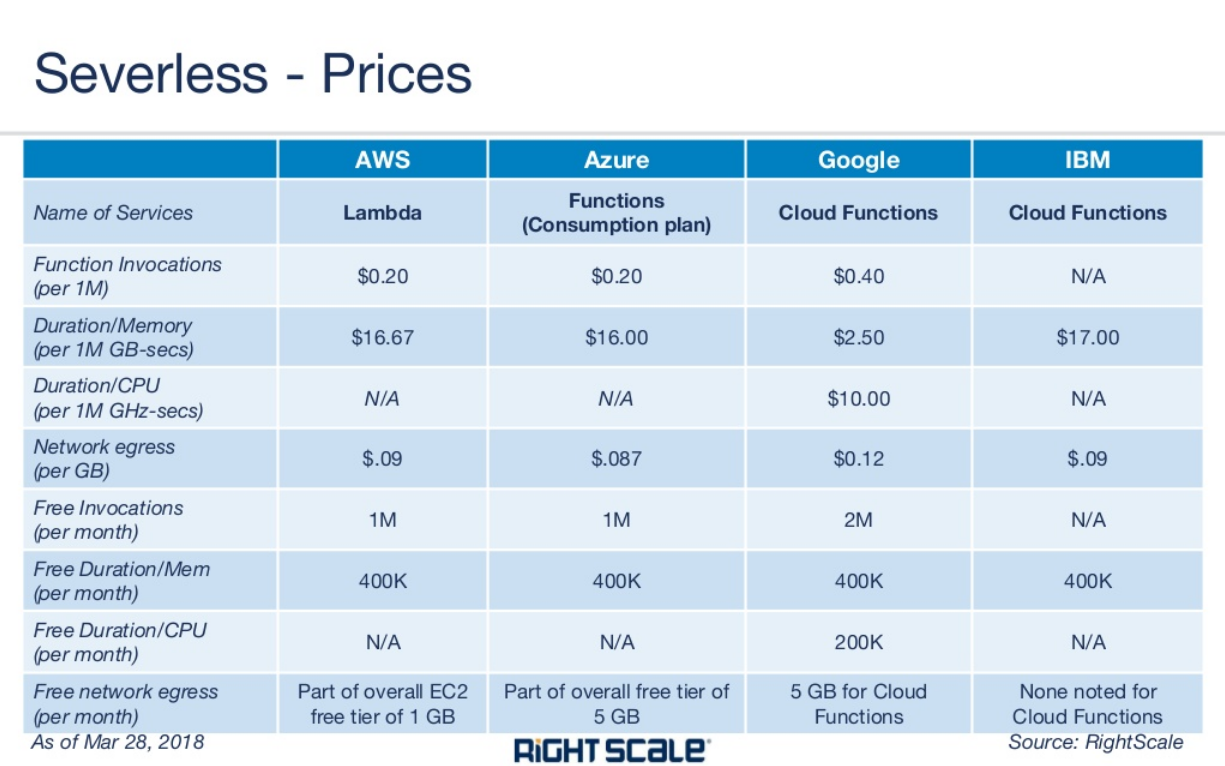 Severless - Prices
AWS Azure Google IBM
Name of Services Lambda Functions (Consumption plan) Cloud Functions Cloud Functions
Function Invocations (per 1M) $0.20 $0.20 $0.40 N/A
Duration/Memory (per 1M GB-secs) $16.67 $16.00 $2.50 $17.00
Duration/CPU (per 1M GHz-secs) N/A N/A $10.00 N/A
Network egress (per GB) $.09 $.087 $0.12 $.09
Free Invocations (per month) 1M 1M 2M N/A
Free Duration/Mem (per month) 400K 400K 400K 400K
Free Duration/CPU (per month) N/A N/A 200K N/A
Free network egress (per month) Part of overall EC2 free tier of 1 GB Part of overall free tier of 5 GB 5 GB for Cloud Functions None noted for Cloud Functions
As of Mar 28, 2018 RIGHT SCALE Source: RightScale